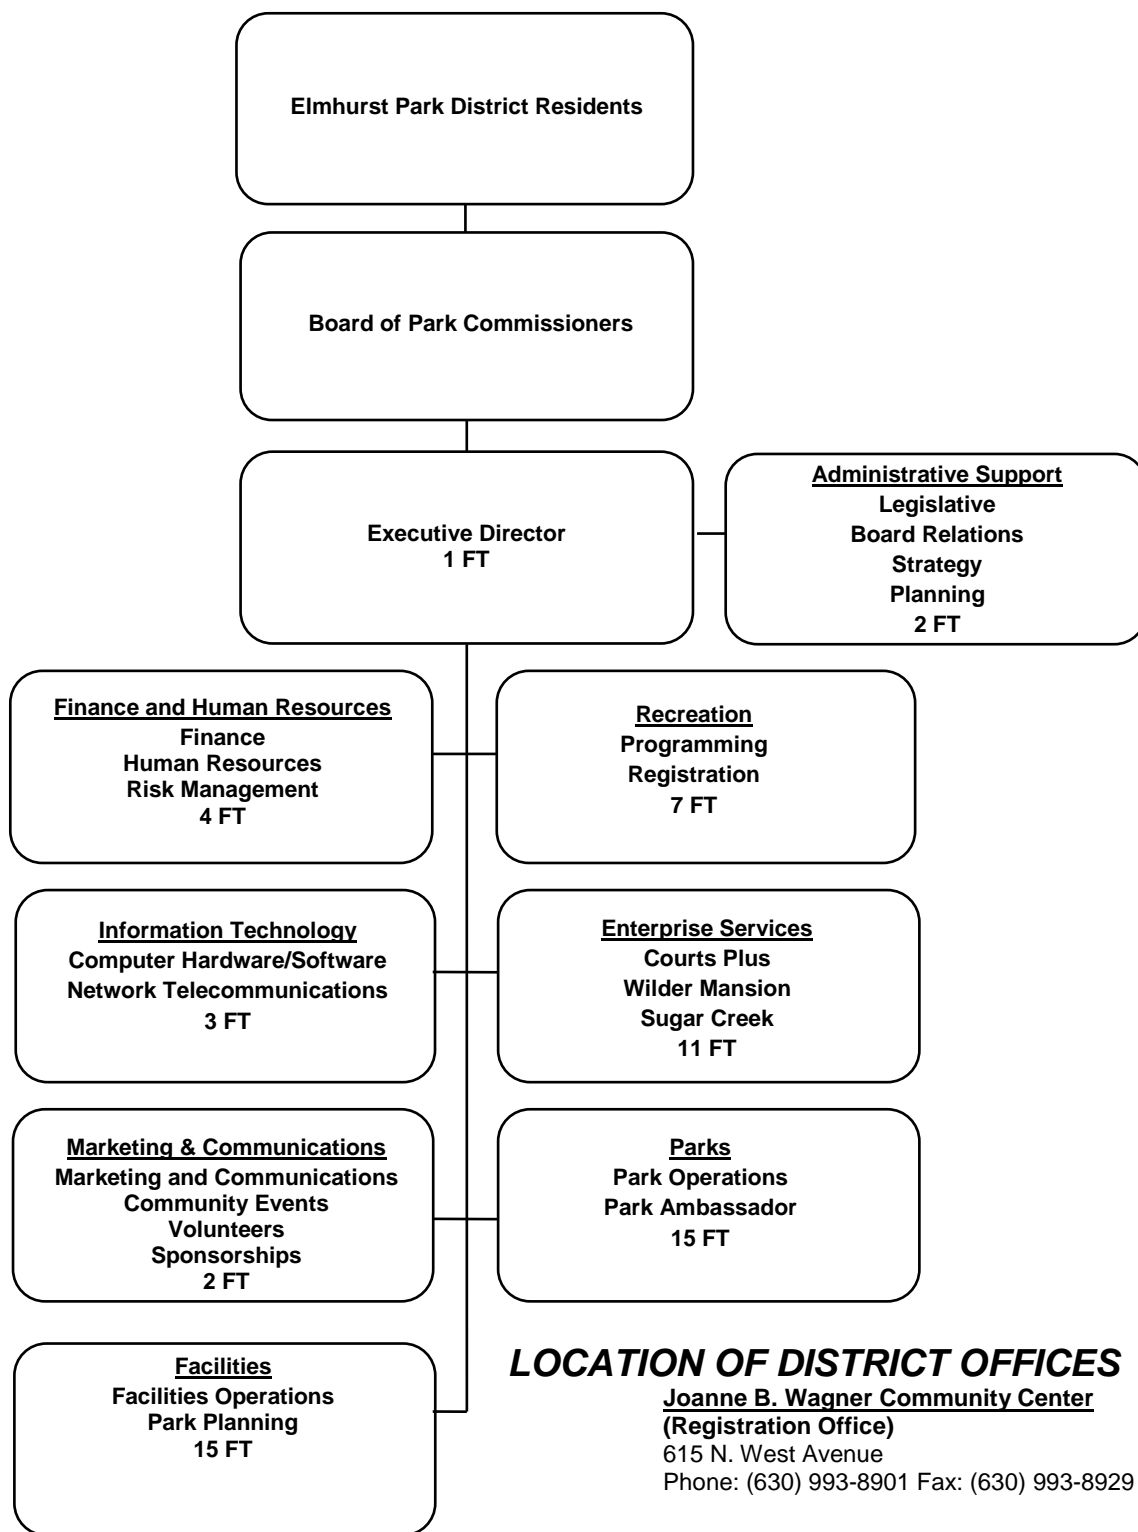 Elmhurst Park District Residents
Board of Park Commissioners
Executive Director
1 FT
Administrative Support
Legislative
Board Relations
Strategy
Planning
2 FT
Finance and Human Resources
Finance
Human Resources
Risk Management
4 FT
Recreation
Programming
Registration
7 FT
Information Technology
Computer Hardware/Software
Network Telecommunications
3 FT
Enterprise Services
Courts Plus
Wilder Mansion
Sugar Creek
11 FT
Marketing & Communications
Marketing and Communications
Community Events
Volunteers
Sponsorships
2 FT
Parks
Park Operations
Park Ambassador
15 FT
Facilities
Facilities Operations
Park Planning
15 FT
LOCATION OF DISTRICT OFFICES
Joanne B. Wagner Community Center
(Registration Office)
615 N. West Avenue
Phone: (630) 993-8901 Fax: (630) 993-8929